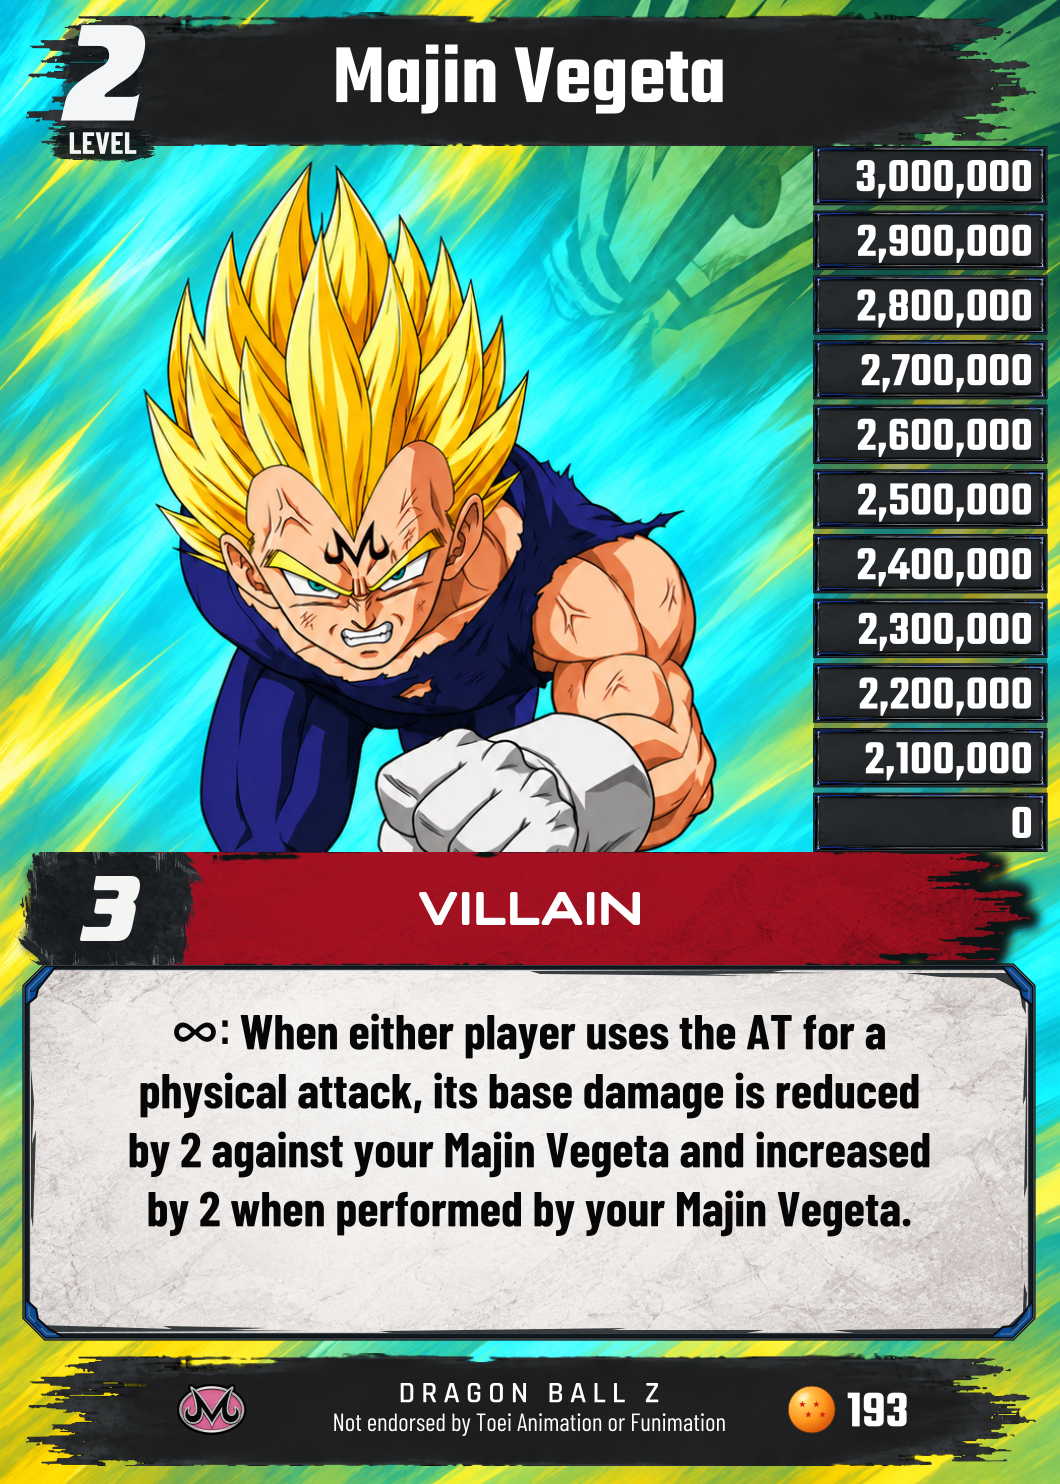 2
LEVEL
Majin Vegeta
3,000,000
2,900,000
2,800,000
2,700,000
2,600,000
2,500,000
2,400,000
2,300,000
2,200,000
2,100,000
0
3
VILLAIN
∞: When either player uses the AT for a
physical attack, its base damage is reduced
by 2 against your Majin Vegeta and increased
by 2 when performed by your Majin Vegeta.
DRAGON BALL Z
Not endorsed by Toei Animation or Funimation
193